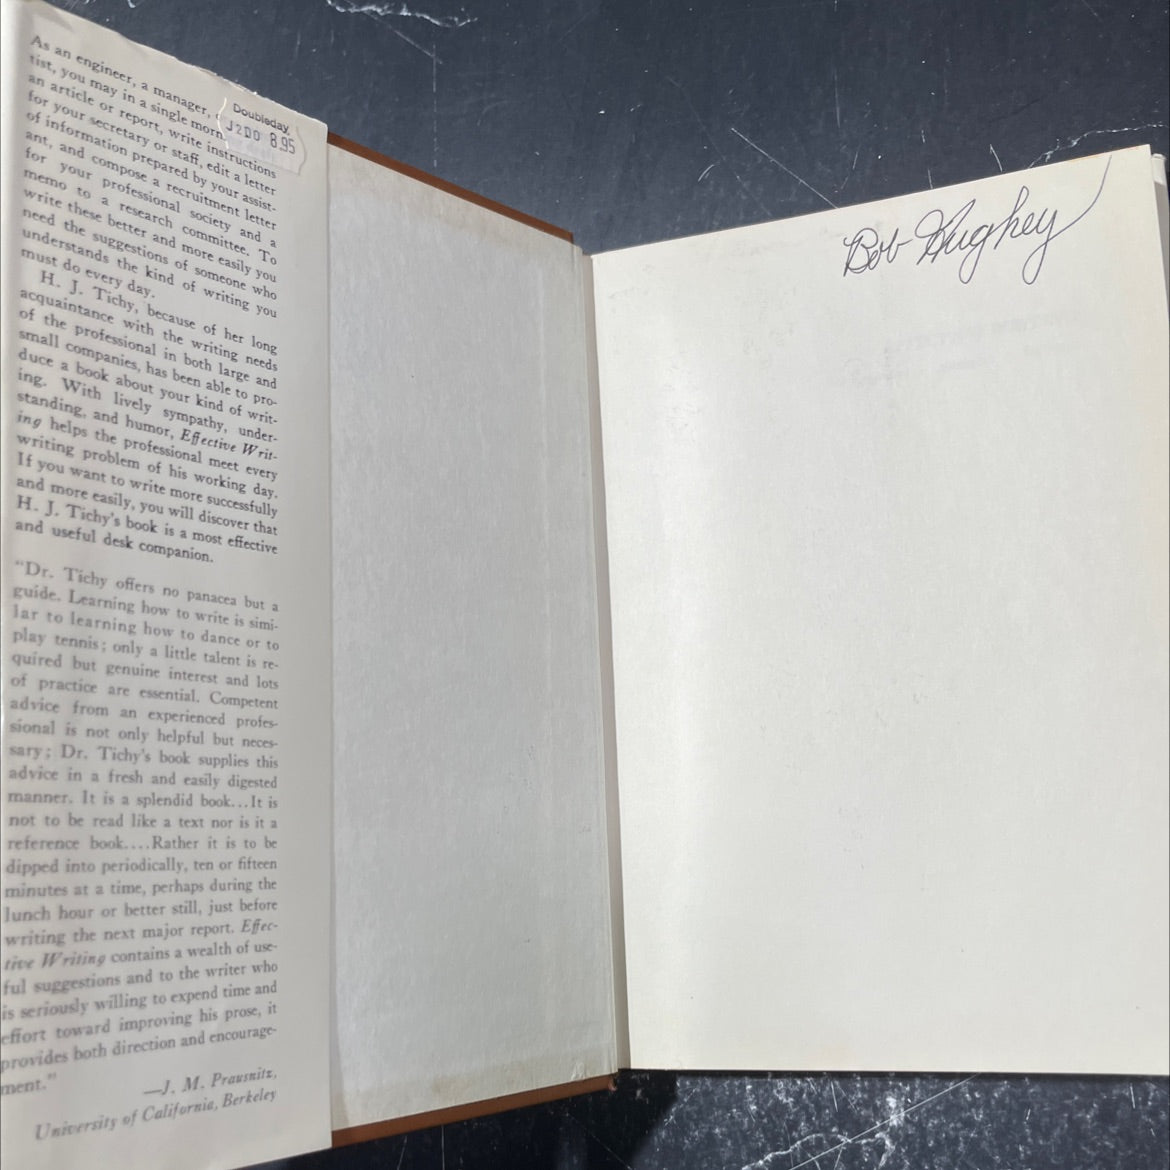 As an engineer, a manager,
tist, you may in a single morn
an article or report, write instructions
for your secretary or staff, edit a letter
of information prepared by your assist-
ant, and compose a recruitment letter
for your professional society and a
memo to a research committee. To
write these better and more easily you
need the suggestions of someone who
understands the kind of writing you
must do every day.
H. J. Tichy, because of her long
acquaintance with the writing needs
of the professional in both large and
small companies, has been able to pro-
duce a book about your kind of writ-
ing. With lively sympathy, under-
standing, and humor, Effective Writ-
ing helps the professional meet every
writing problem of his working day.
If you want to write more successfully
and more easily, you will discover that
H. J. Tichy's book is a most effective
and useful desk companion.
"Dr. Tichy offers no panacea but a
guide. Learning how to write is simi-
lar to learning how to dance or to
play tennis; only a little talent is re-
quired but genuine interest and lots
of practice are essential. Competent
advice from an experienced profes-
sional is not only helpful but neces-
sary; Dr. Tichy's book supplies this
advice in a fresh and easily digested
manner. It is a splendid book...It is
not to be read like a text nor is it a
reference book....Rather it is to be
dipped into periodically, ten or fifteen
minutes at a time, perhaps during the
lunch hour or better still, just before
writing the next major report. Effec-
tive Writing contains a wealth of use-
ful suggestions and to the writer who
is seriously willing to expend time and
effort toward improving his prose, it
provides both direction and encourage-
ment."
—J. M. Prausnitz,
University of California, Berkeley
Doubleday
J2D0 8.95
Bob Hughey